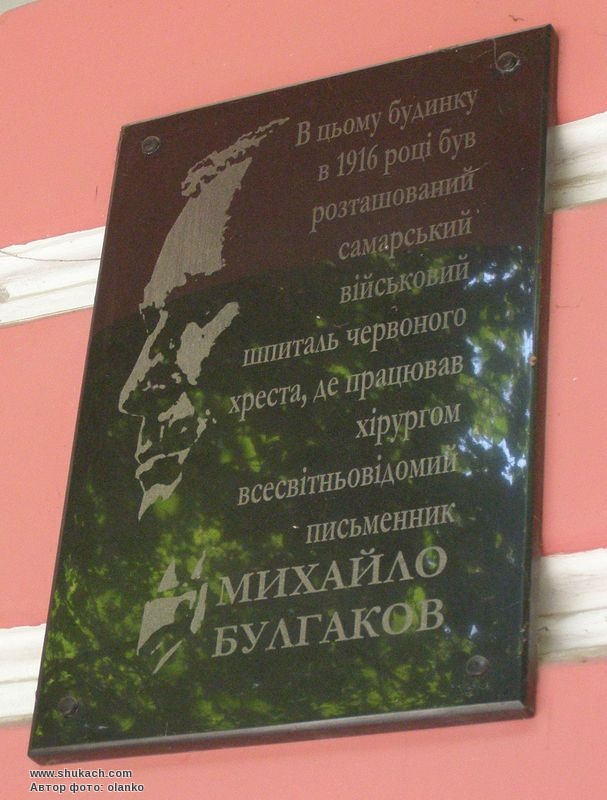 В цьому будинку
в 1916 році був
розташований
самарський
військовий
шпиталь червоного
хреста, де працював
хірургом
всесвітньовідомий
письменник
МИХАЙЛО
БУЛГАКОВ
www.shukach.com
Автор фото: olanko